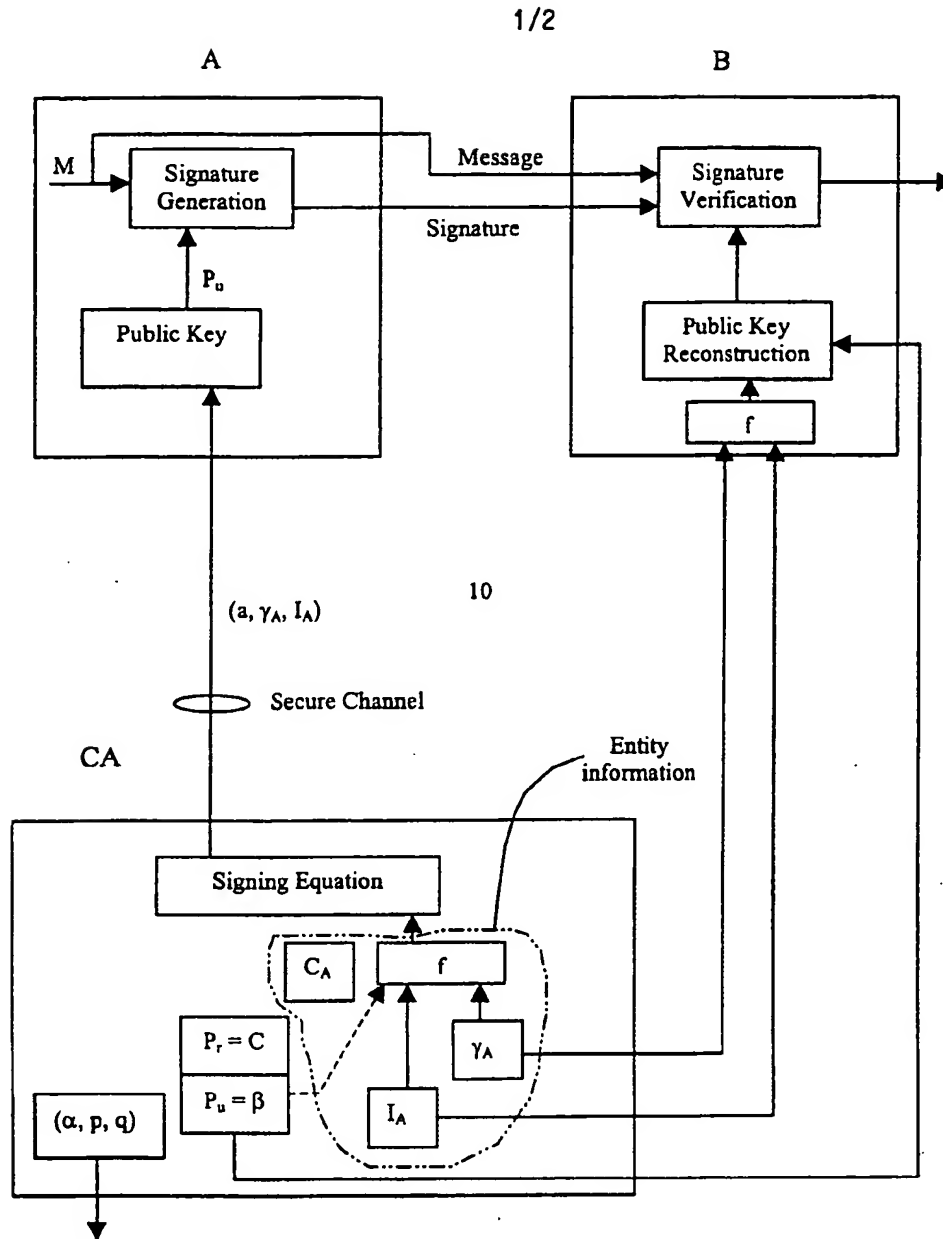 1/2
A
B
M
Signature
Generation
Message
Signature
Verification
Signature
P_u
Public Key
Public Key
Reconstruction
f
(a, γ_A, I_A)
10
Secure Channel
CA
Entity
information
Signing Equation
C_A
f
P_r = C
γ_A
P_u = β
I_A
(α, p, q)